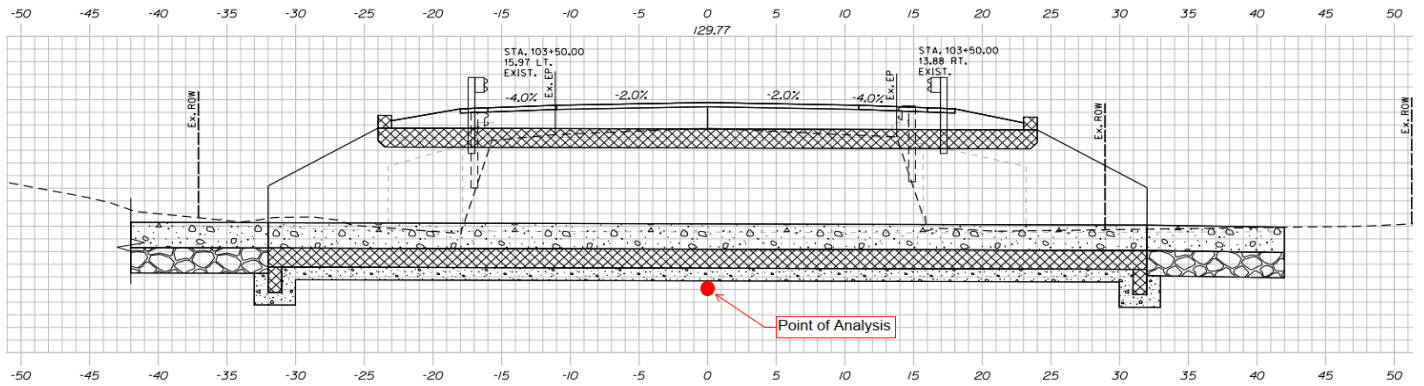 -50 -45 -40 -35 -30 -25 -20 -15 -10 -5 0 5 10 15 20 25 30 35 40 45 50
129.77
STA. 103+50.00
15.97 LT.
EXIST.
Ex. EP
STA. 103+50.00
13.88 RT.
EXIST.
Ex. EP
Ex. ROW
-4.0% -2.0% -2.0% -4.0%
Ex. ROW
Ex. ROW
Point of Analysis
-50 -45 -40 -35 -30 -25 -20 -15 -10 -5 0 5 10 15 20 25 30 35 40 45 50